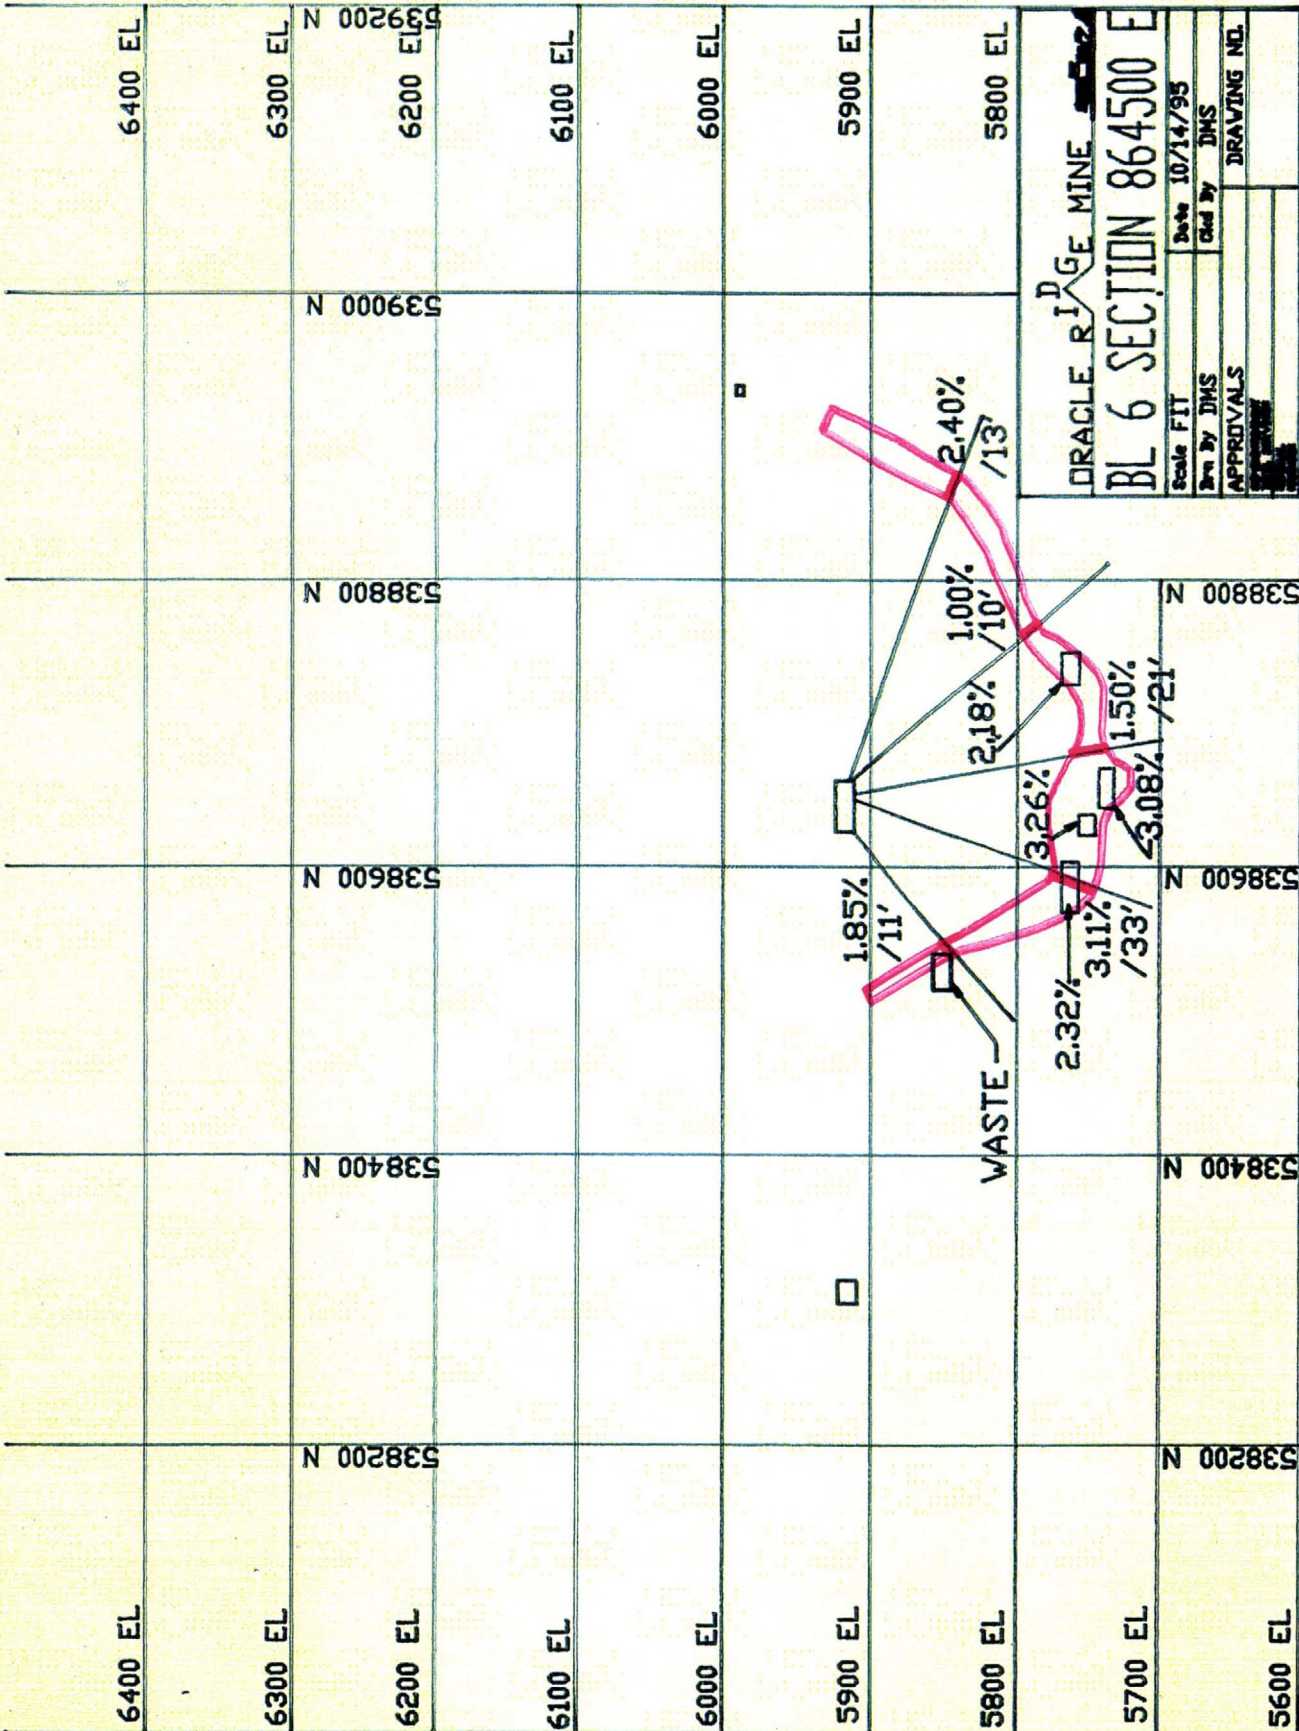 6400 EL
6400 EL
6300 EL
6300 EL
6200 EL
6200 EL
6100 EL
6100 EL
6000 EL
6000 EL
5900 EL
5900 EL
5800 EL
5800 EL
5700 EL
5600 EL
538200 N
538400 N
538600 N
538800 N
539000 N
539200 N
538200 N
538400 N
538600 N
538800 N
1.85%
/11'
WASTE
2.32%
3.11%
/33'
3.26%
3.08%
2.18%
1.50%
/21'
1.00%
/10'
2.40%
/13'
ORACLE RIDGE MINE
BL 6 SECTION 864500 E
Scale FIT
Date 10/14/95
Drn By DMS
Ckd By DMS
APPROVALS
DRAWING NO.